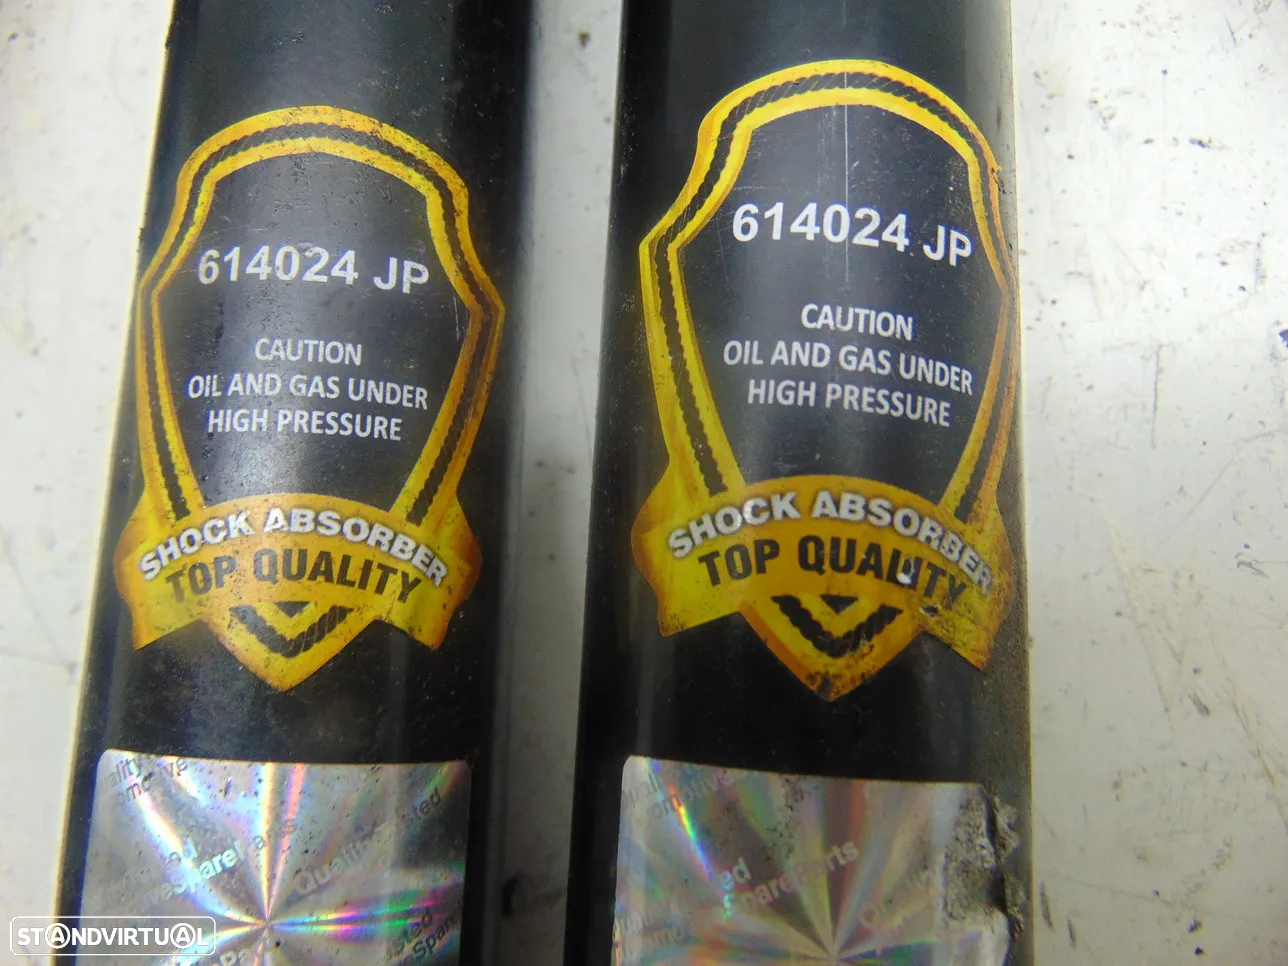 614024 JP
CAUTION
OIL AND GAS UNDER
HIGH PRESSURE
SHOCK ABSORBER
TOP QUALITY
614024 JP
CAUTION
OIL AND GAS UNDER
HIGH PRESSURE
SHOCK ABSORBER
TOP QUALITY
STANDVIRTUAL